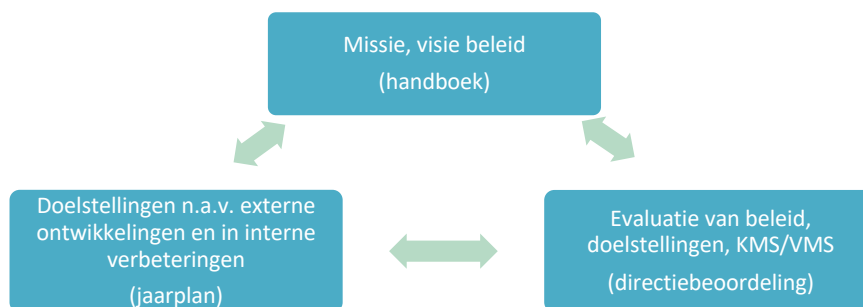 Missie, visie beleid
(handboek)
Doelstellingen n.a.v. externe
ontwikkelingen en in interne
verbeteringen
(jaarplan)
Evaluatie van beleid,
doelstellingen, KMS/VMS
(directiebeoordeling)